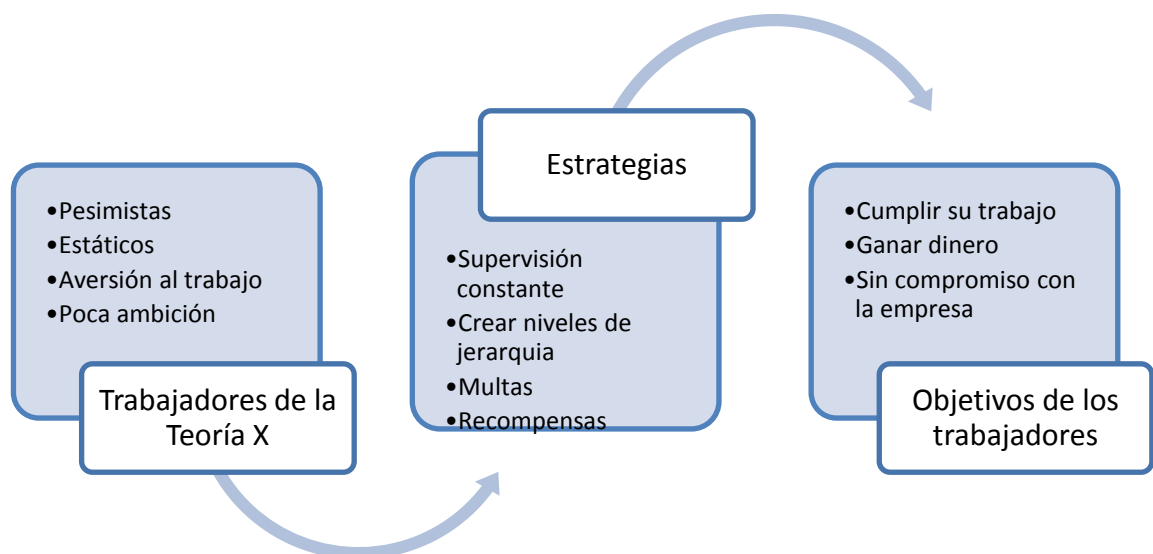 •Pesimistas
•Estáticos
•Aversión al trabajo
•Poca ambición
Trabajadores de la
Teoría X
Estrategias
•Supervisión
constante
•Crear niveles de
jerarquia
•Multas
•Recompensas
•Cumplir su trabajo
•Ganar dinero
•Sin compromiso con
la empresa
Objetivos de los
trabajadores